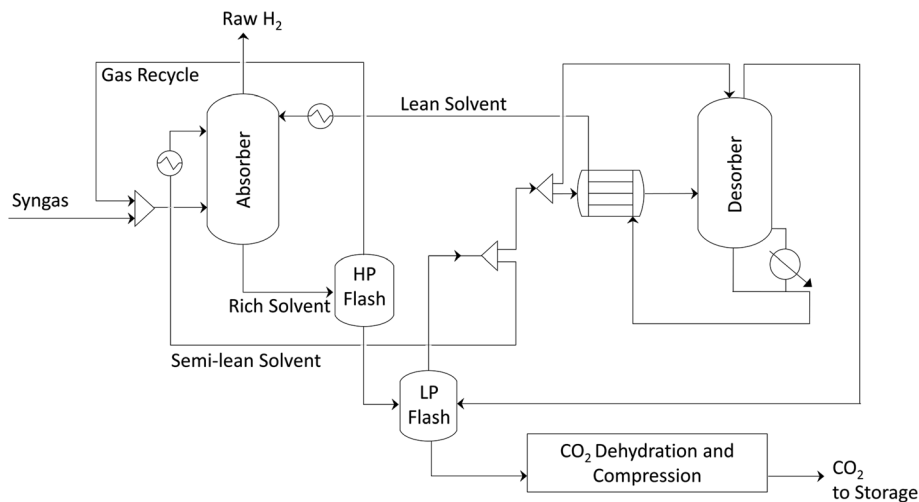 Raw H₂
Gas Recycle
Lean Solvent
Absorber
Desorber
Syngas
HP
Flash
Rich Solvent
Semi-lean Solvent
LP
Flash
CO₂ Dehydration and
Compression
CO₂
to Storage